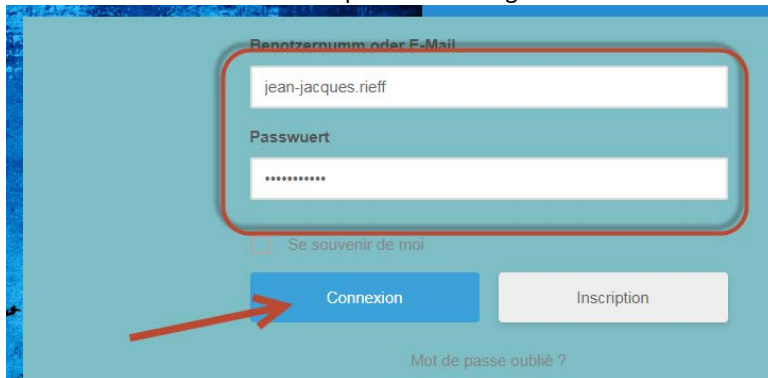 Benotzernumm oder E-Mail
jean-jacques.rieff
Passwuert
•••••••••••
Se souvenir de moi
Connexion Inscription
Mot de passe oublié ?